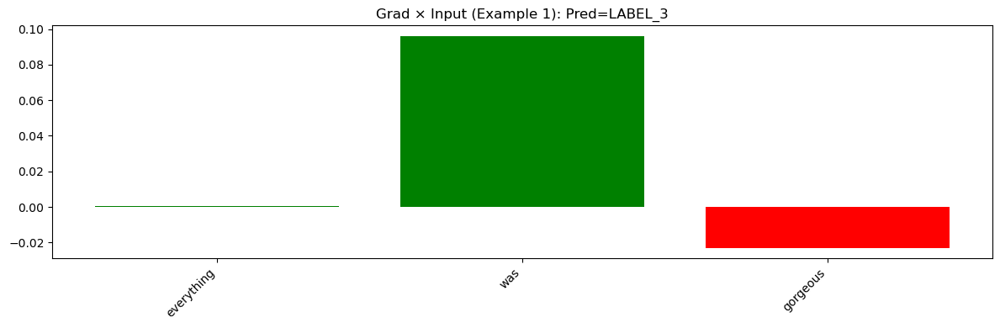 Grad × Input (Example 1): Pred=LABEL_3
0.10
0.08
0.06
0.04
0.02
0.00
−0.02
everything
was
gorgeous